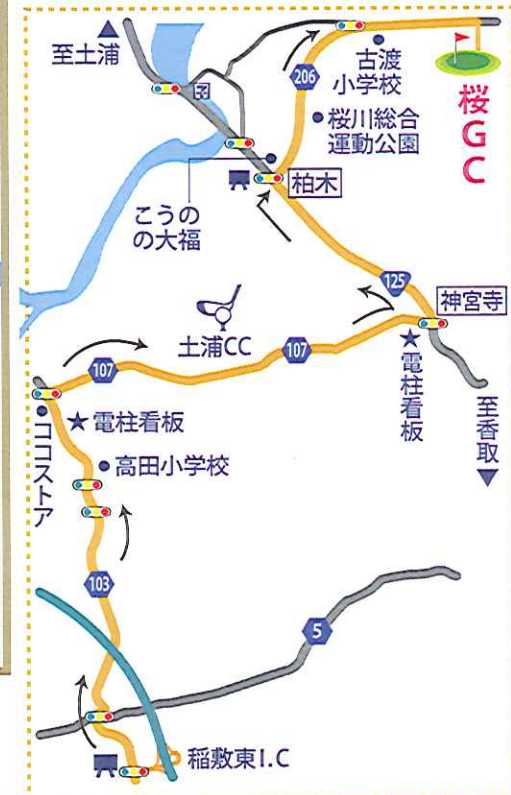 至土浦
古渡
小学校
206
桜川総合
運動公園
桜GC
柏木
こうの
の大福
125
神宮寺
土浦CC
107
107
電柱看板
至香取
電柱看板
ココストア
高田小学校
103
5
稲敷東I.C